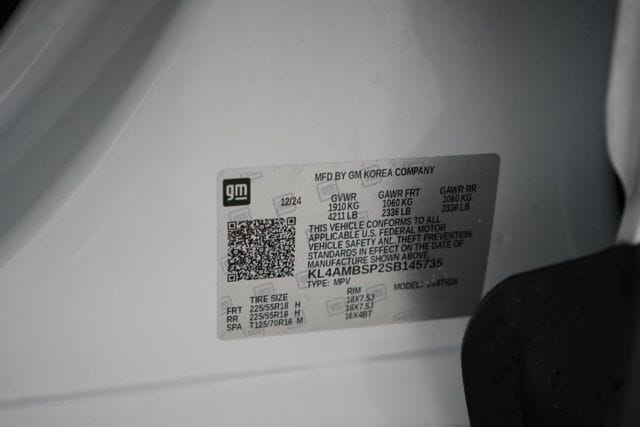 MFD BY GM KOREA COMPANY
gm 12/24 GVWR GAWR FRT GAWR RR
1910 KG 1060 KG 1060 KG
4211 LB 2336 LB 2336 LB
THIS VEHICLE CONFORMS TO ALL
APPLICABLE U.S. FEDERAL MOTOR
VEHICLE SAFETY AND THEFT PREVENTION
STANDARDS IN EFFECT ON THE DATE OF
MANUFACTURE SHOWN ABOVE.
KL4AMBSP2SB145735
TYPE: MPV MODEL:
TIRE SIZE RIM
FRT 225/55R18 H 18X7.5J
RR 225/55R18 H 18X7.5J
SPA T125/70R16 M 16X4BT